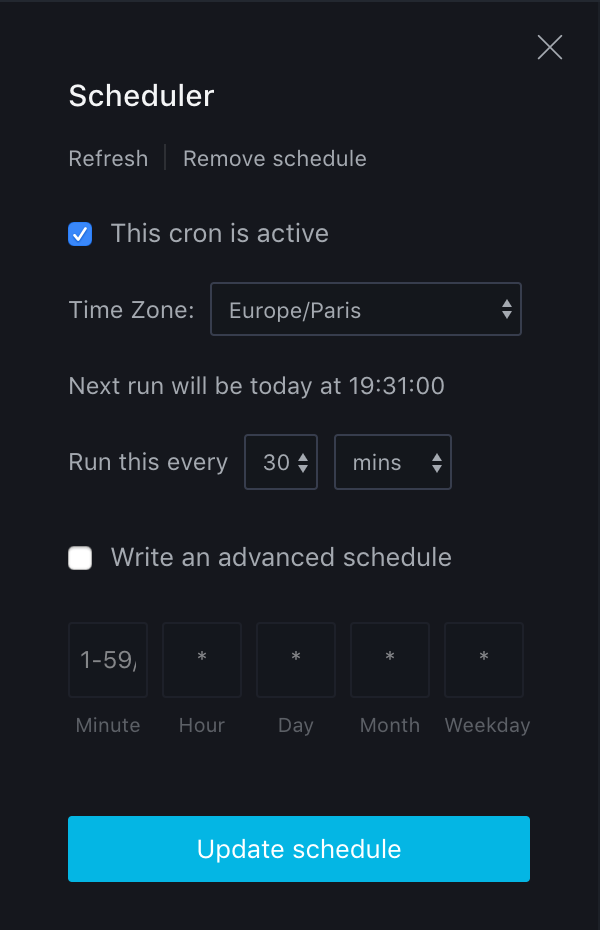 Scheduler
Refresh Remove schedule
This cron is active
Time Zone: Europe/Paris
Next run will be today at 19:31:00
Run this every 30 mins
Write an advanced schedule
1-59/ * * * *
Minute Hour Day Month Weekday
Update schedule